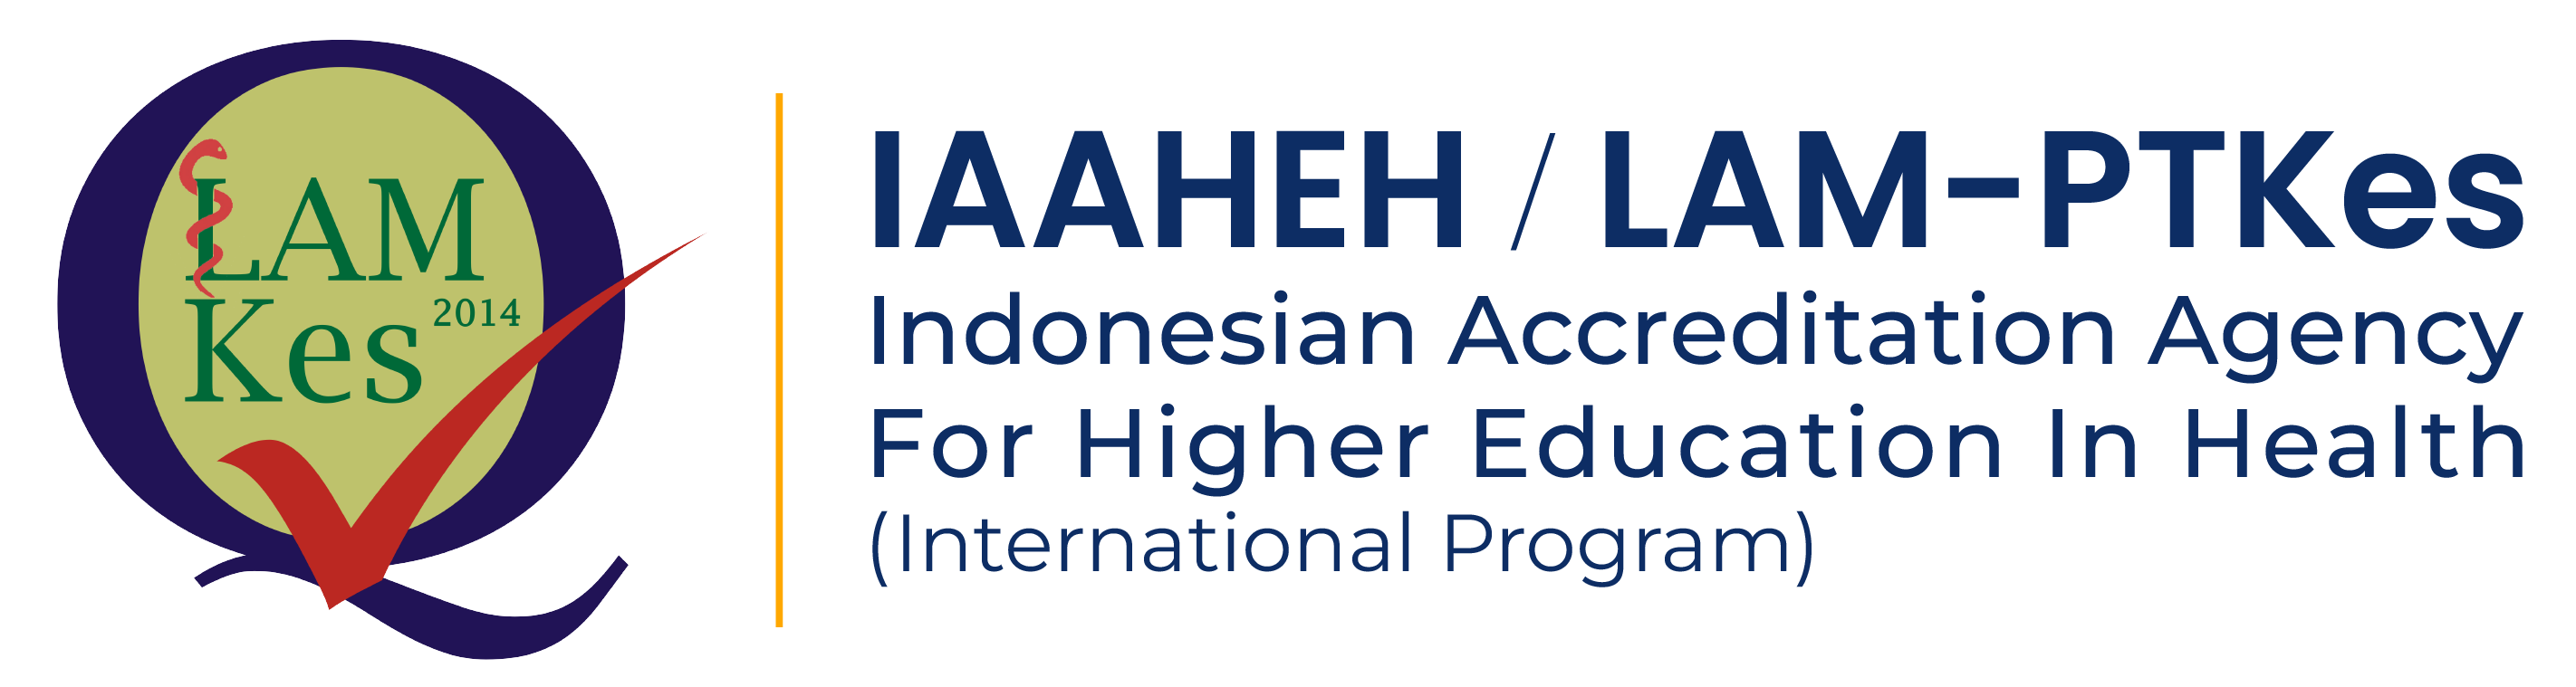 LAM
Kes 2014
IAAHEH / LAM-PTKes
Indonesian Accreditation Agency
For Higher Education In Health
(International Program)